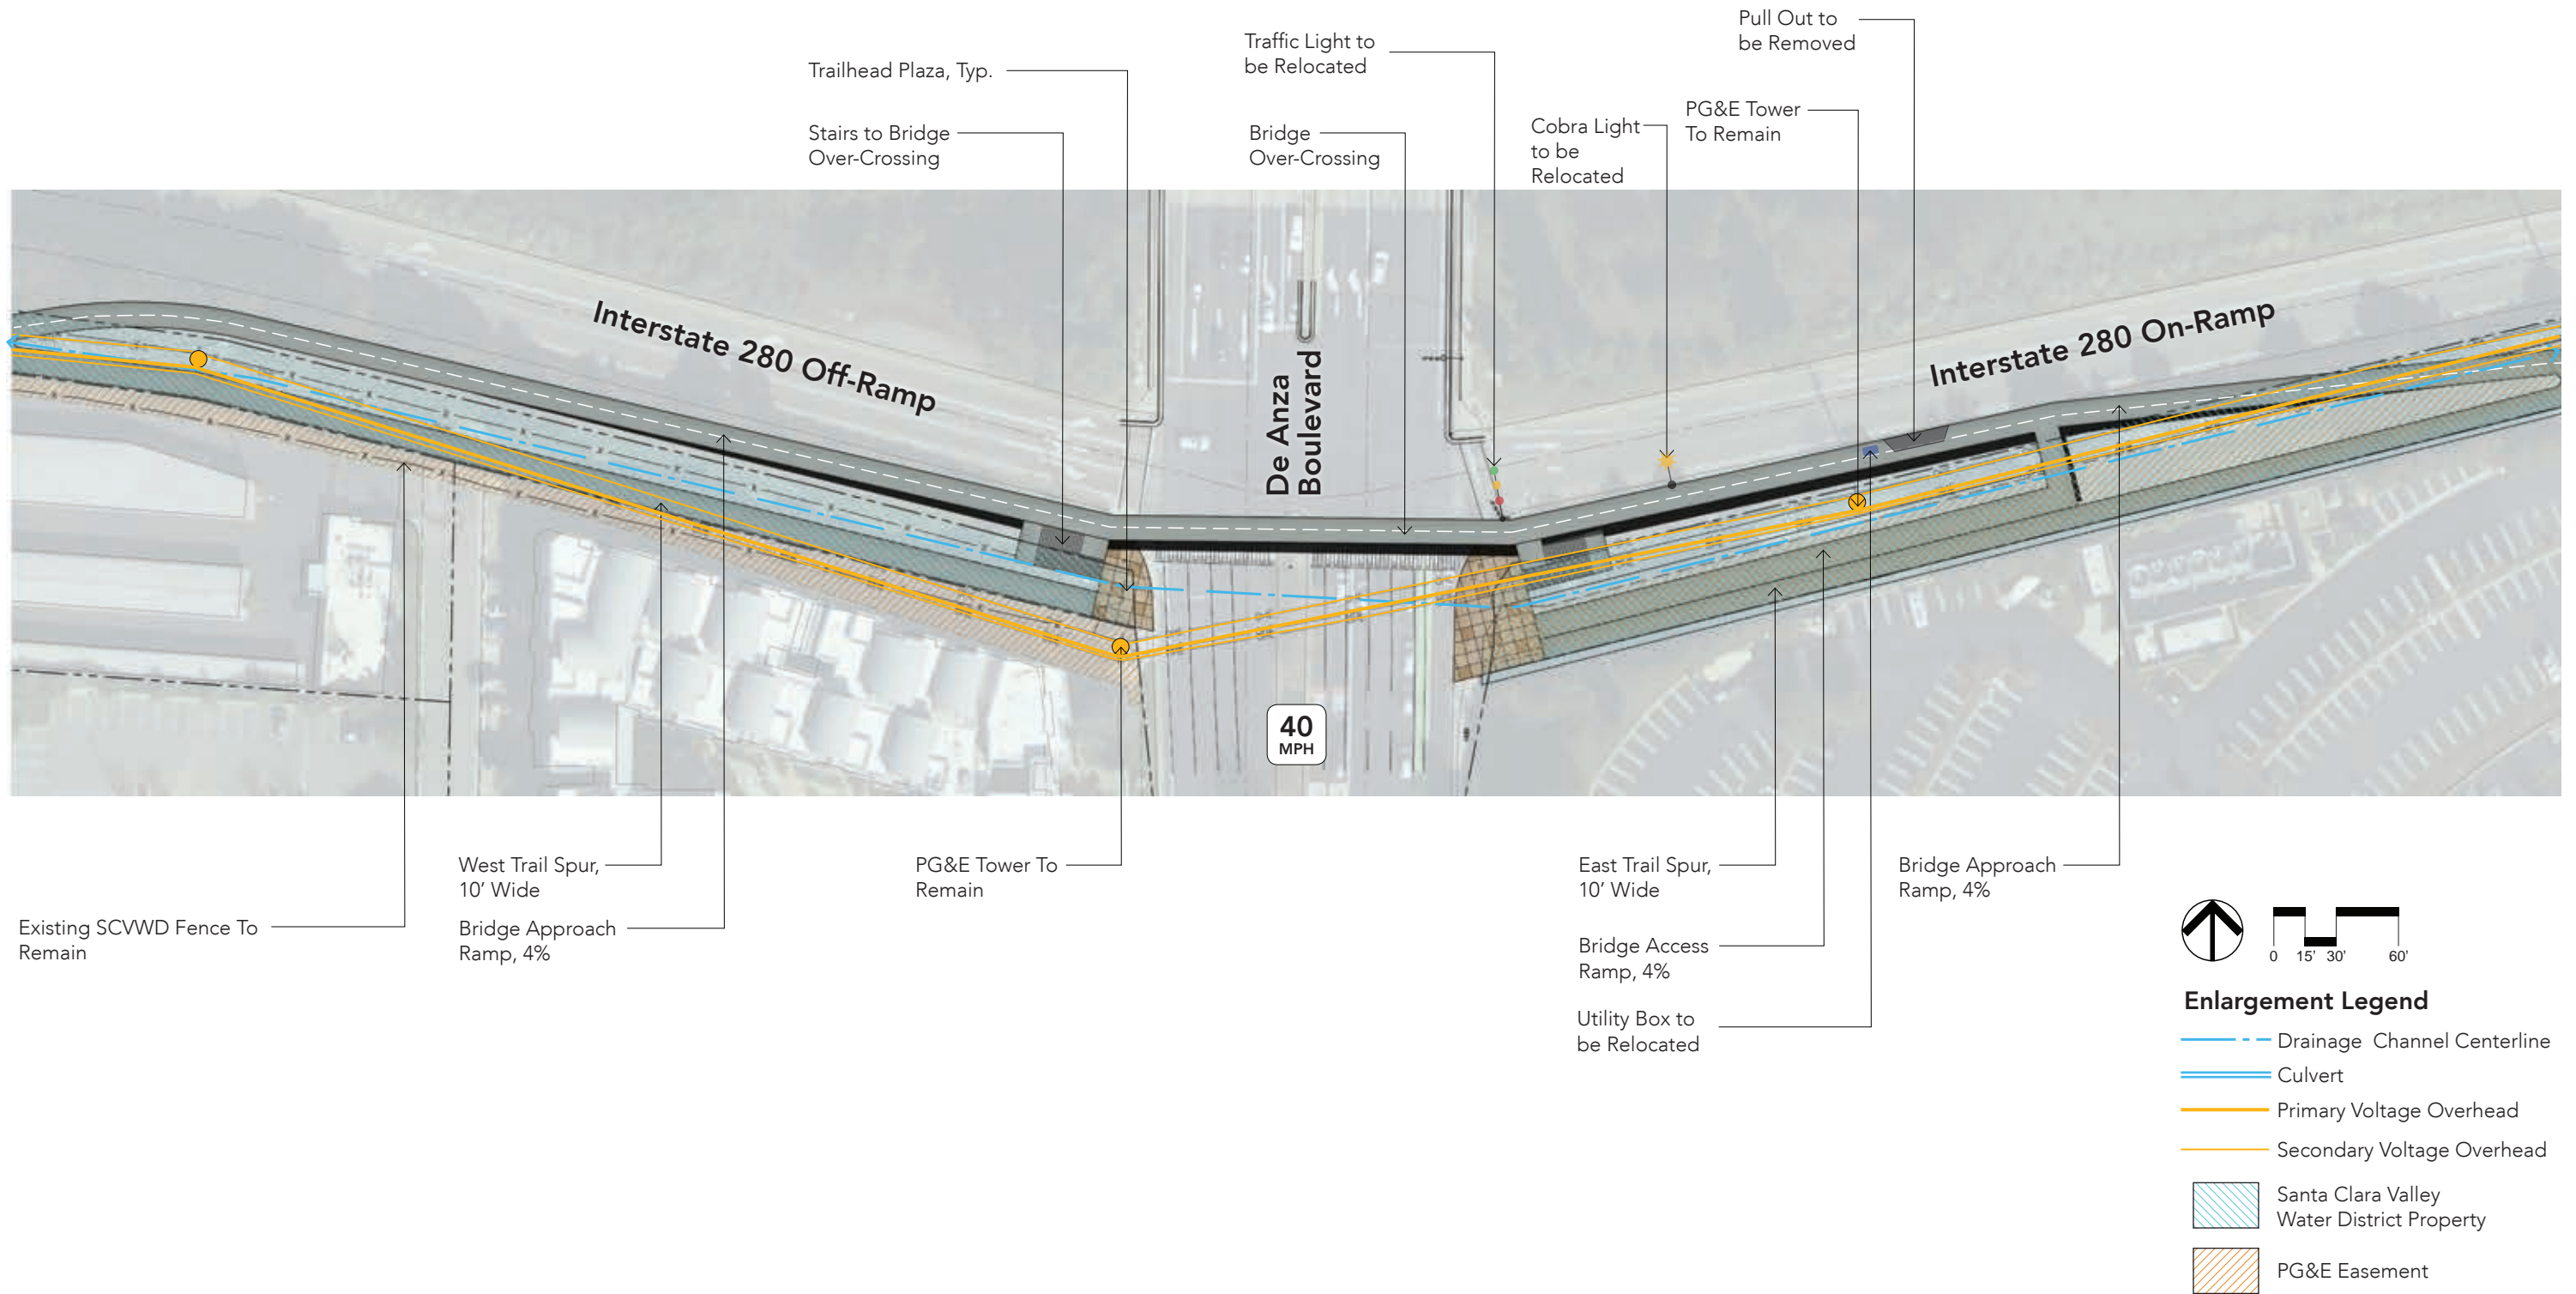 Pull Out to
be Removed
Traffic Light to
be Relocated
Trailhead Plaza, Typ.
PG&E Tower
To Remain
Cobra Light
to be
Relocated
Stairs to Bridge
Over-Crossing
Bridge
Over-Crossing
Interstate 280 Off-Ramp
De Anza
Boulevard
Interstate 280 On-Ramp
40
MPH
West Trail Spur,
10’ Wide
PG&E Tower To
Remain
East Trail Spur,
10’ Wide
Bridge Approach
Ramp, 4%
Existing SCVWD Fence To
Remain
Bridge Approach
Ramp, 4%
Bridge Access
Ramp, 4%
Utility Box to
be Relocated
0 15’ 30’ 60’
Enlargement Legend
Drainage Channel Centerline
Culvert
Primary Voltage Overhead
Secondary Voltage Overhead
Santa Clara Valley
Water District Property
PG&E Easement